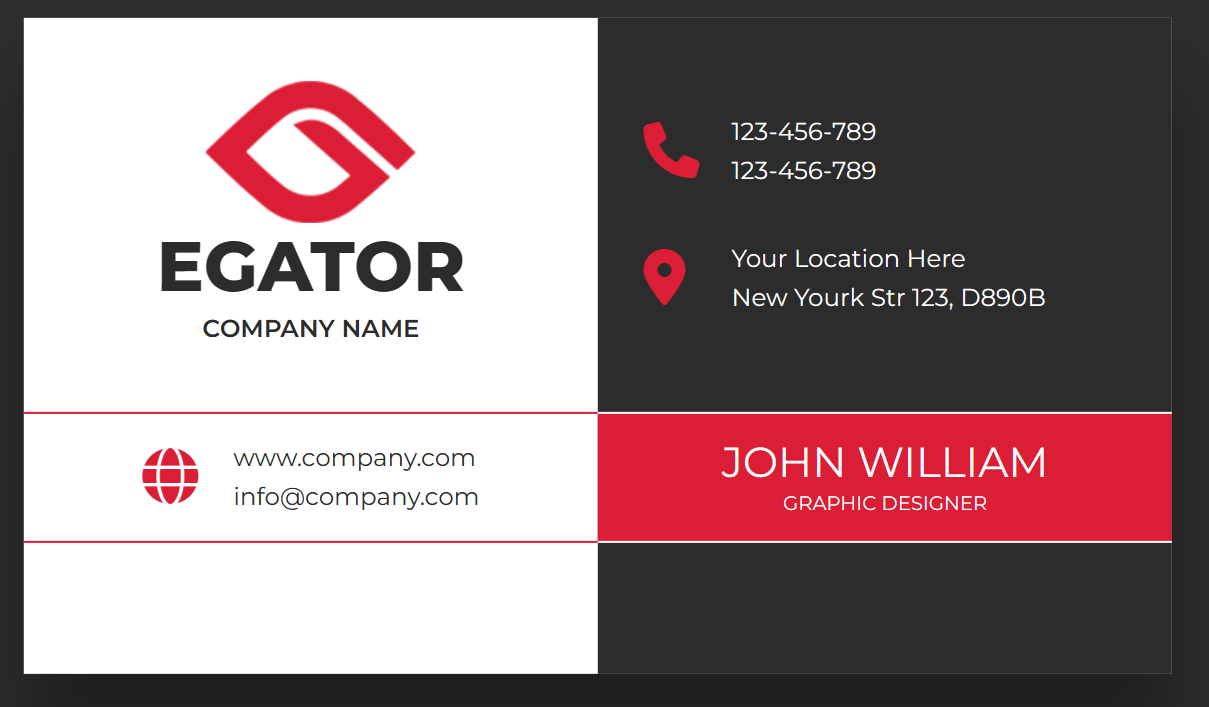 EGATOR
COMPANY NAME
www.company.com
info@company.com
123-456-789
123-456-789
Your Location Here
New Yourk Str 123, D890B
JOHN WILLIAM
GRAPHIC DESIGNER